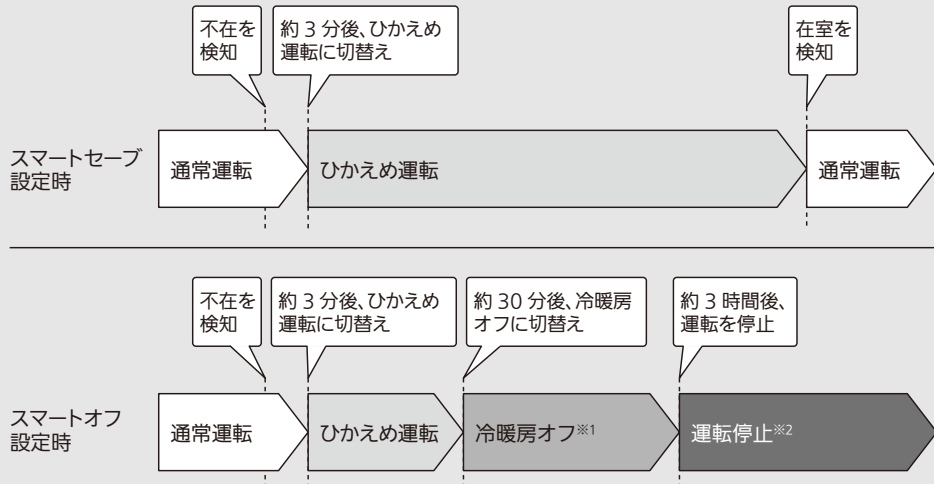 不在を
検知
約 3 分後、ひかえめ
運転に切替え
在室を
検知
スマートセーブ
設定時
通常運転
ひかえめ運転
通常運転
不在を
検知
約 3 分後、ひかえめ
運転に切替え
約 30 分後、冷暖房
オフに切替え
約 3 時間後、
運転を停止
スマートオフ
設定時
通常運転
ひかえめ運転
冷暖房オフ※1
運転停止※2